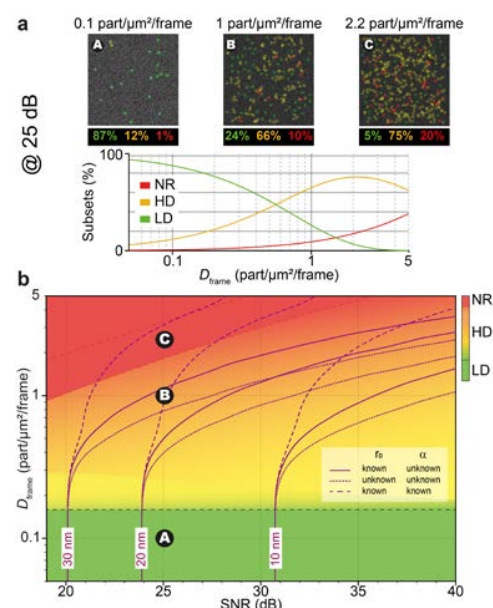 a
0.1 part/µm²/frame
1 part/µm²/frame
2.2 part/µm²/frame
@ 25 dB
A
B
C
87% 12% 1%
24% 66% 10%
5% 75% 20%
Subsets (%)
100
0
NR
HD
LD
0.1
1
5
D frame (part/µm²/frame)
b
D frame (part/µm²/frame)
5
1
0.1
C
B
A
30 nm
20 nm
10 nm
r₀ α
known unknown
unknown unknown
known known
NR
HD
LD
20 25 30 35 40
SNR (dB)